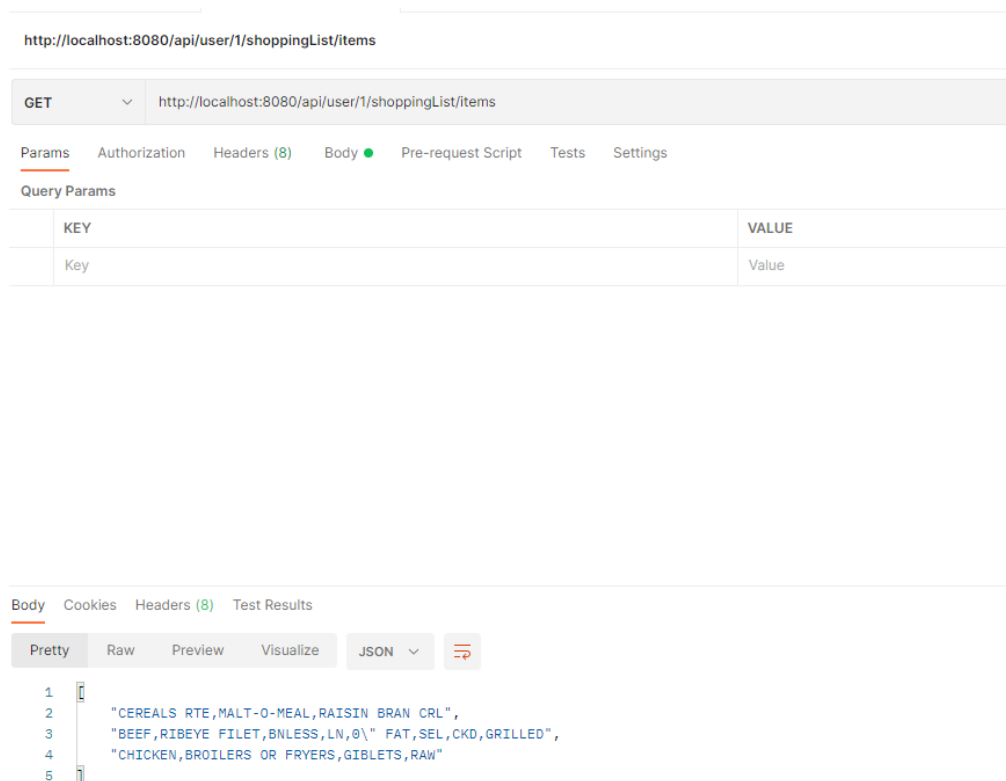 http://localhost:8080/api/user/1/shoppingList/items
GET http://localhost:8080/api/user/1/shoppingList/items
Params Authorization Headers (8) Body Pre-request Script Tests Settings
Query Params
KEY VALUE
Key Value
Body Cookies Headers (8) Test Results
Pretty Raw Preview Visualize JSON
1 [
2 "CEREALS RTE,MALT-O-MEAL,RAISIN BRAN CRL",
3 "BEEF,RIBEYE FILET,BNLESS,LN,0\" FAT,SEL,CKD,GRILLED",
4 "CHICKEN,BROILERS OR FRYERS,GIBLETS,RAW"
5 ]